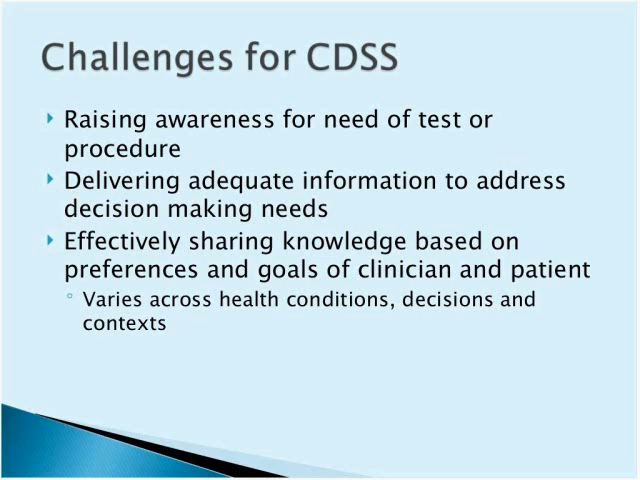 Challenges for CDSS
Raising awareness for need of test or
procedure
Delivering adequate information to address
decision making needs
Effectively sharing knowledge based on
preferences and goals of clinician and patient
Varies across health conditions, decisions and
contexts